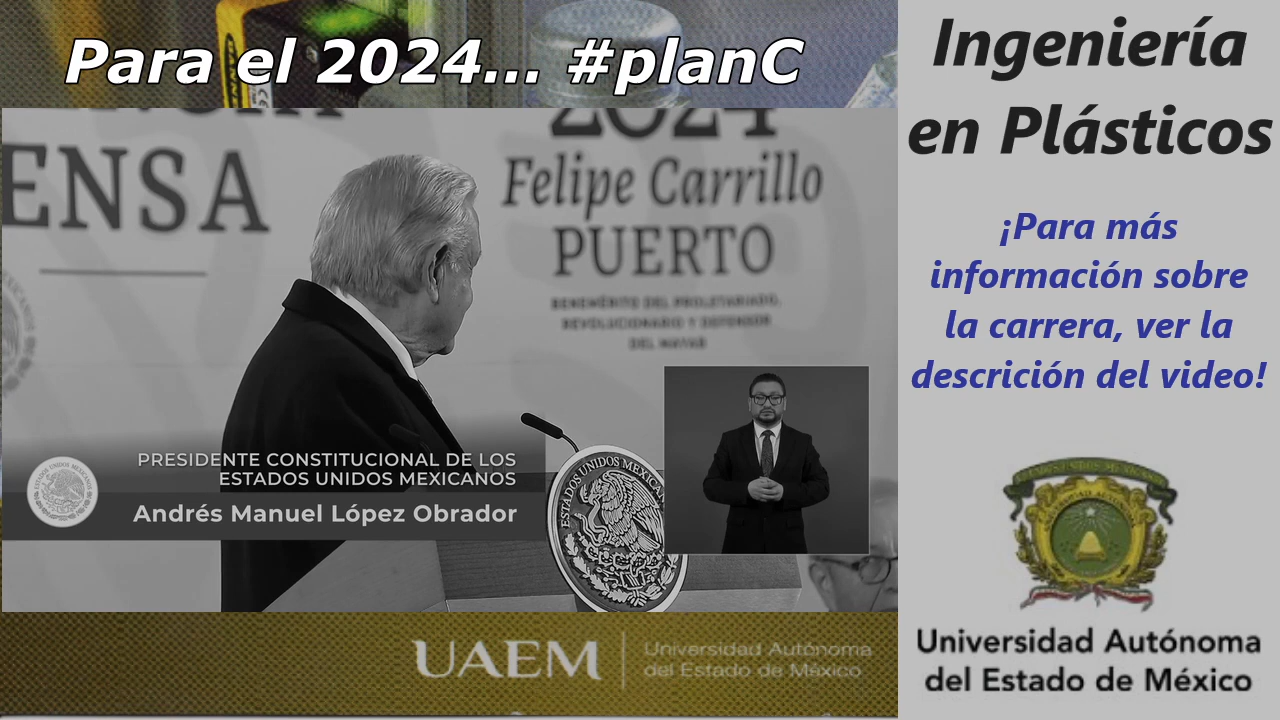 Para el 2024... #planC
ENSA
2024
Felipe Carrillo
PUERTO
BENEMÉRITO DEL PROLETARIADO,
REVOLUCIONARIO Y DEFENSOR
DEL MAYAB
PRESIDENTE CONSTITUCIONAL DE LOS
ESTADOS UNIDOS MEXICANOS
Andrés Manuel López Obrador
ESTADOS UNIDOS MEXICANOS
UAEM
Universidad Autónoma
del Estado de México
Ingeniería
en Plásticos
¡Para más
información sobre
la carrera, ver la
descrición del video!
Universidad Autónoma
del Estado de México